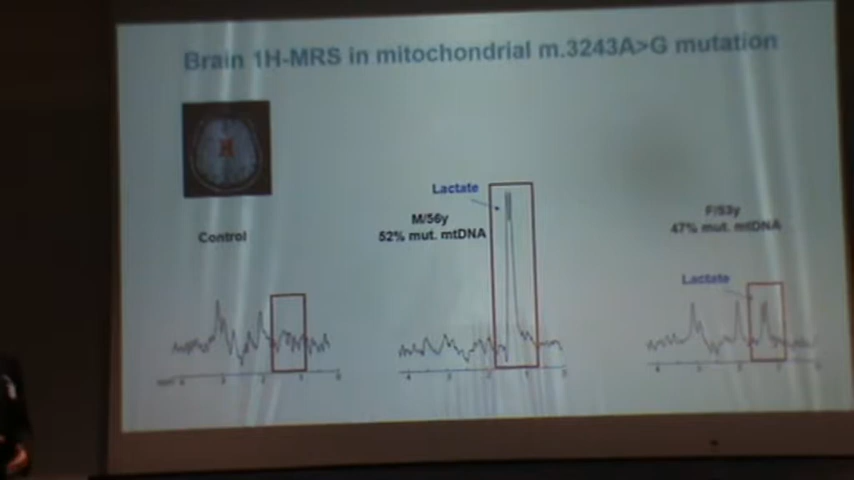 Brain 1H-MRS in mitochondrial m.3243A>G mutation
Control
Lactate
M/56y
52% mut. mtDNA
F/53y
47% mut. mtDNA
Lactate